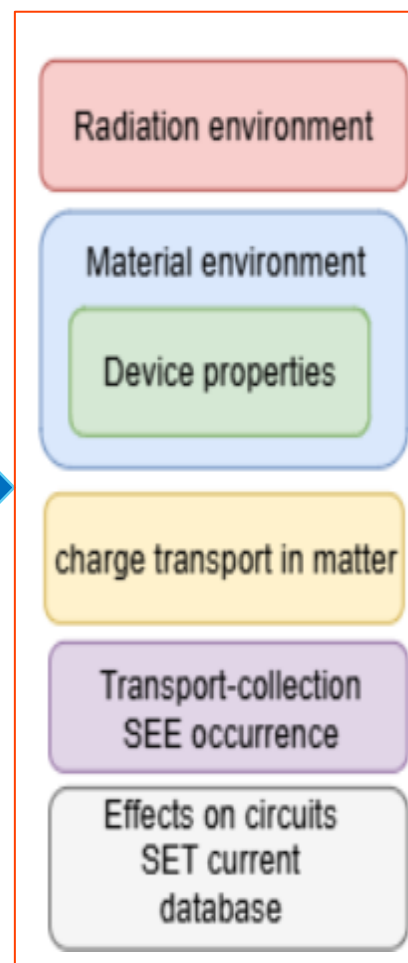 Radiation environment
Material environment
Device properties
charge transport in matter
Transport-collection
SEE occurrence
Effects on circuits
SET current
database